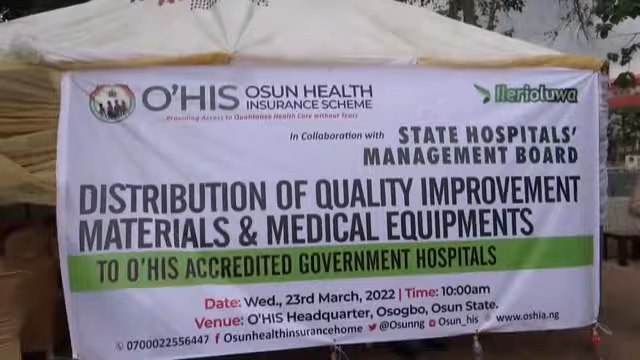 O'HIS OSUN HEALTH
INSURANCE SCHEME
...Providing Access to Qualitative Health Care without Tears
Ilerioluwa
In Collaboration with STATE HOSPITALS'
MANAGEMENT BOARD
DISTRIBUTION OF QUALITY IMPROVEMENT
MATERIALS & MEDICAL EQUIPMENTS
TO O'HIS ACCREDITED GOVERNMENT HOSPITALS
Date: Wed., 23rd March, 2022 | Time: 10:00am
Venue: O'HIS Headquarter, Osogbo, Osun State.
0700022556447 Osunhealthinsurancehome @Osunng Osun_his www.oshia.ng